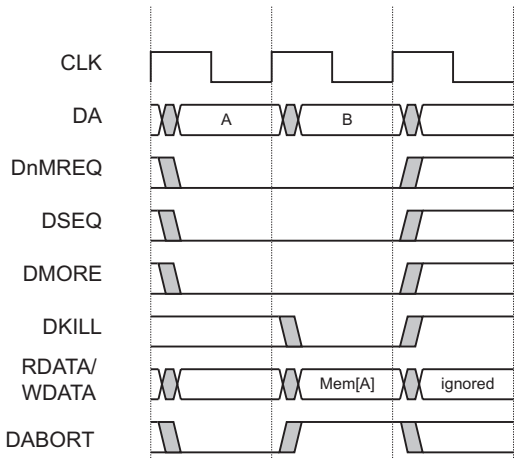 CLK
DA
A
B
DnMREQ
DSEQ
DMORE
DKILL
RDATA/
WDATA
Mem[A]
ignored
DABORT